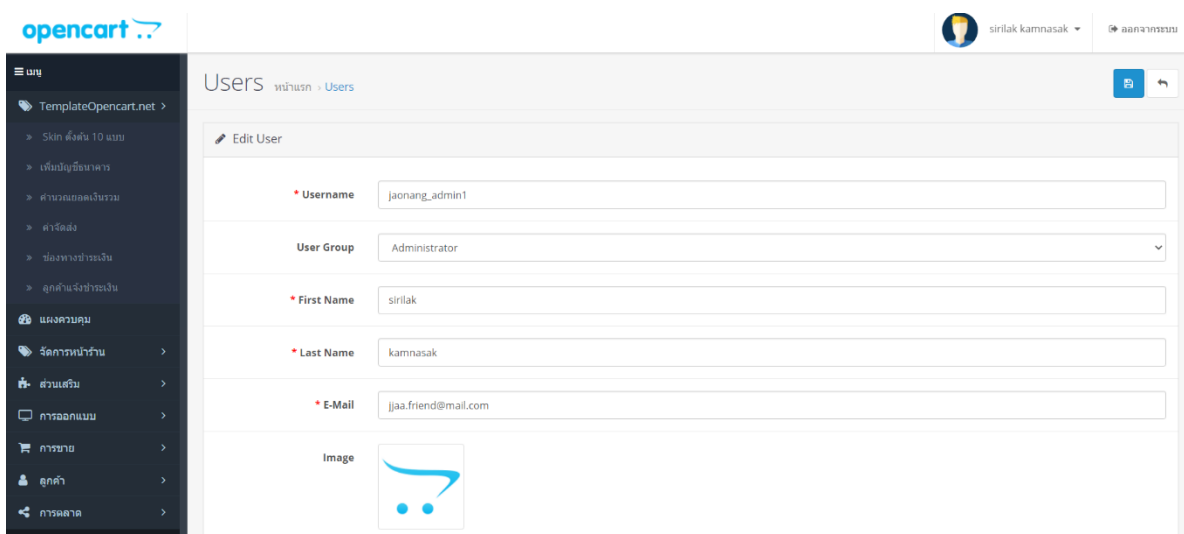 opencart
sirilak kamnasak
ออกจากระบบ
เมนู
Users หน้าแรก › Users
TemplateOpencart.net >
» Skin ตั้งต้น 10 แบบ
Edit User
» เพิ่มบัญชีธนาคาร
» คำนวณยอดเงินรวม
* Username jaonang_admin1
» ค่าจัดส่ง
User Group Administrator
» ช่องทางชำระเงิน
» ลูกค้าแจ้งชำระเงิน
* First Name sirilak
แผงควบคุม
จัดการหน้าร้าน >
* Last Name kamnasak
ส่วนเสริม >
* E-Mail jjaa.friend@mail.com
การออกแบบ >
การขาย >
Image
ลูกค้า >
การตลาด >